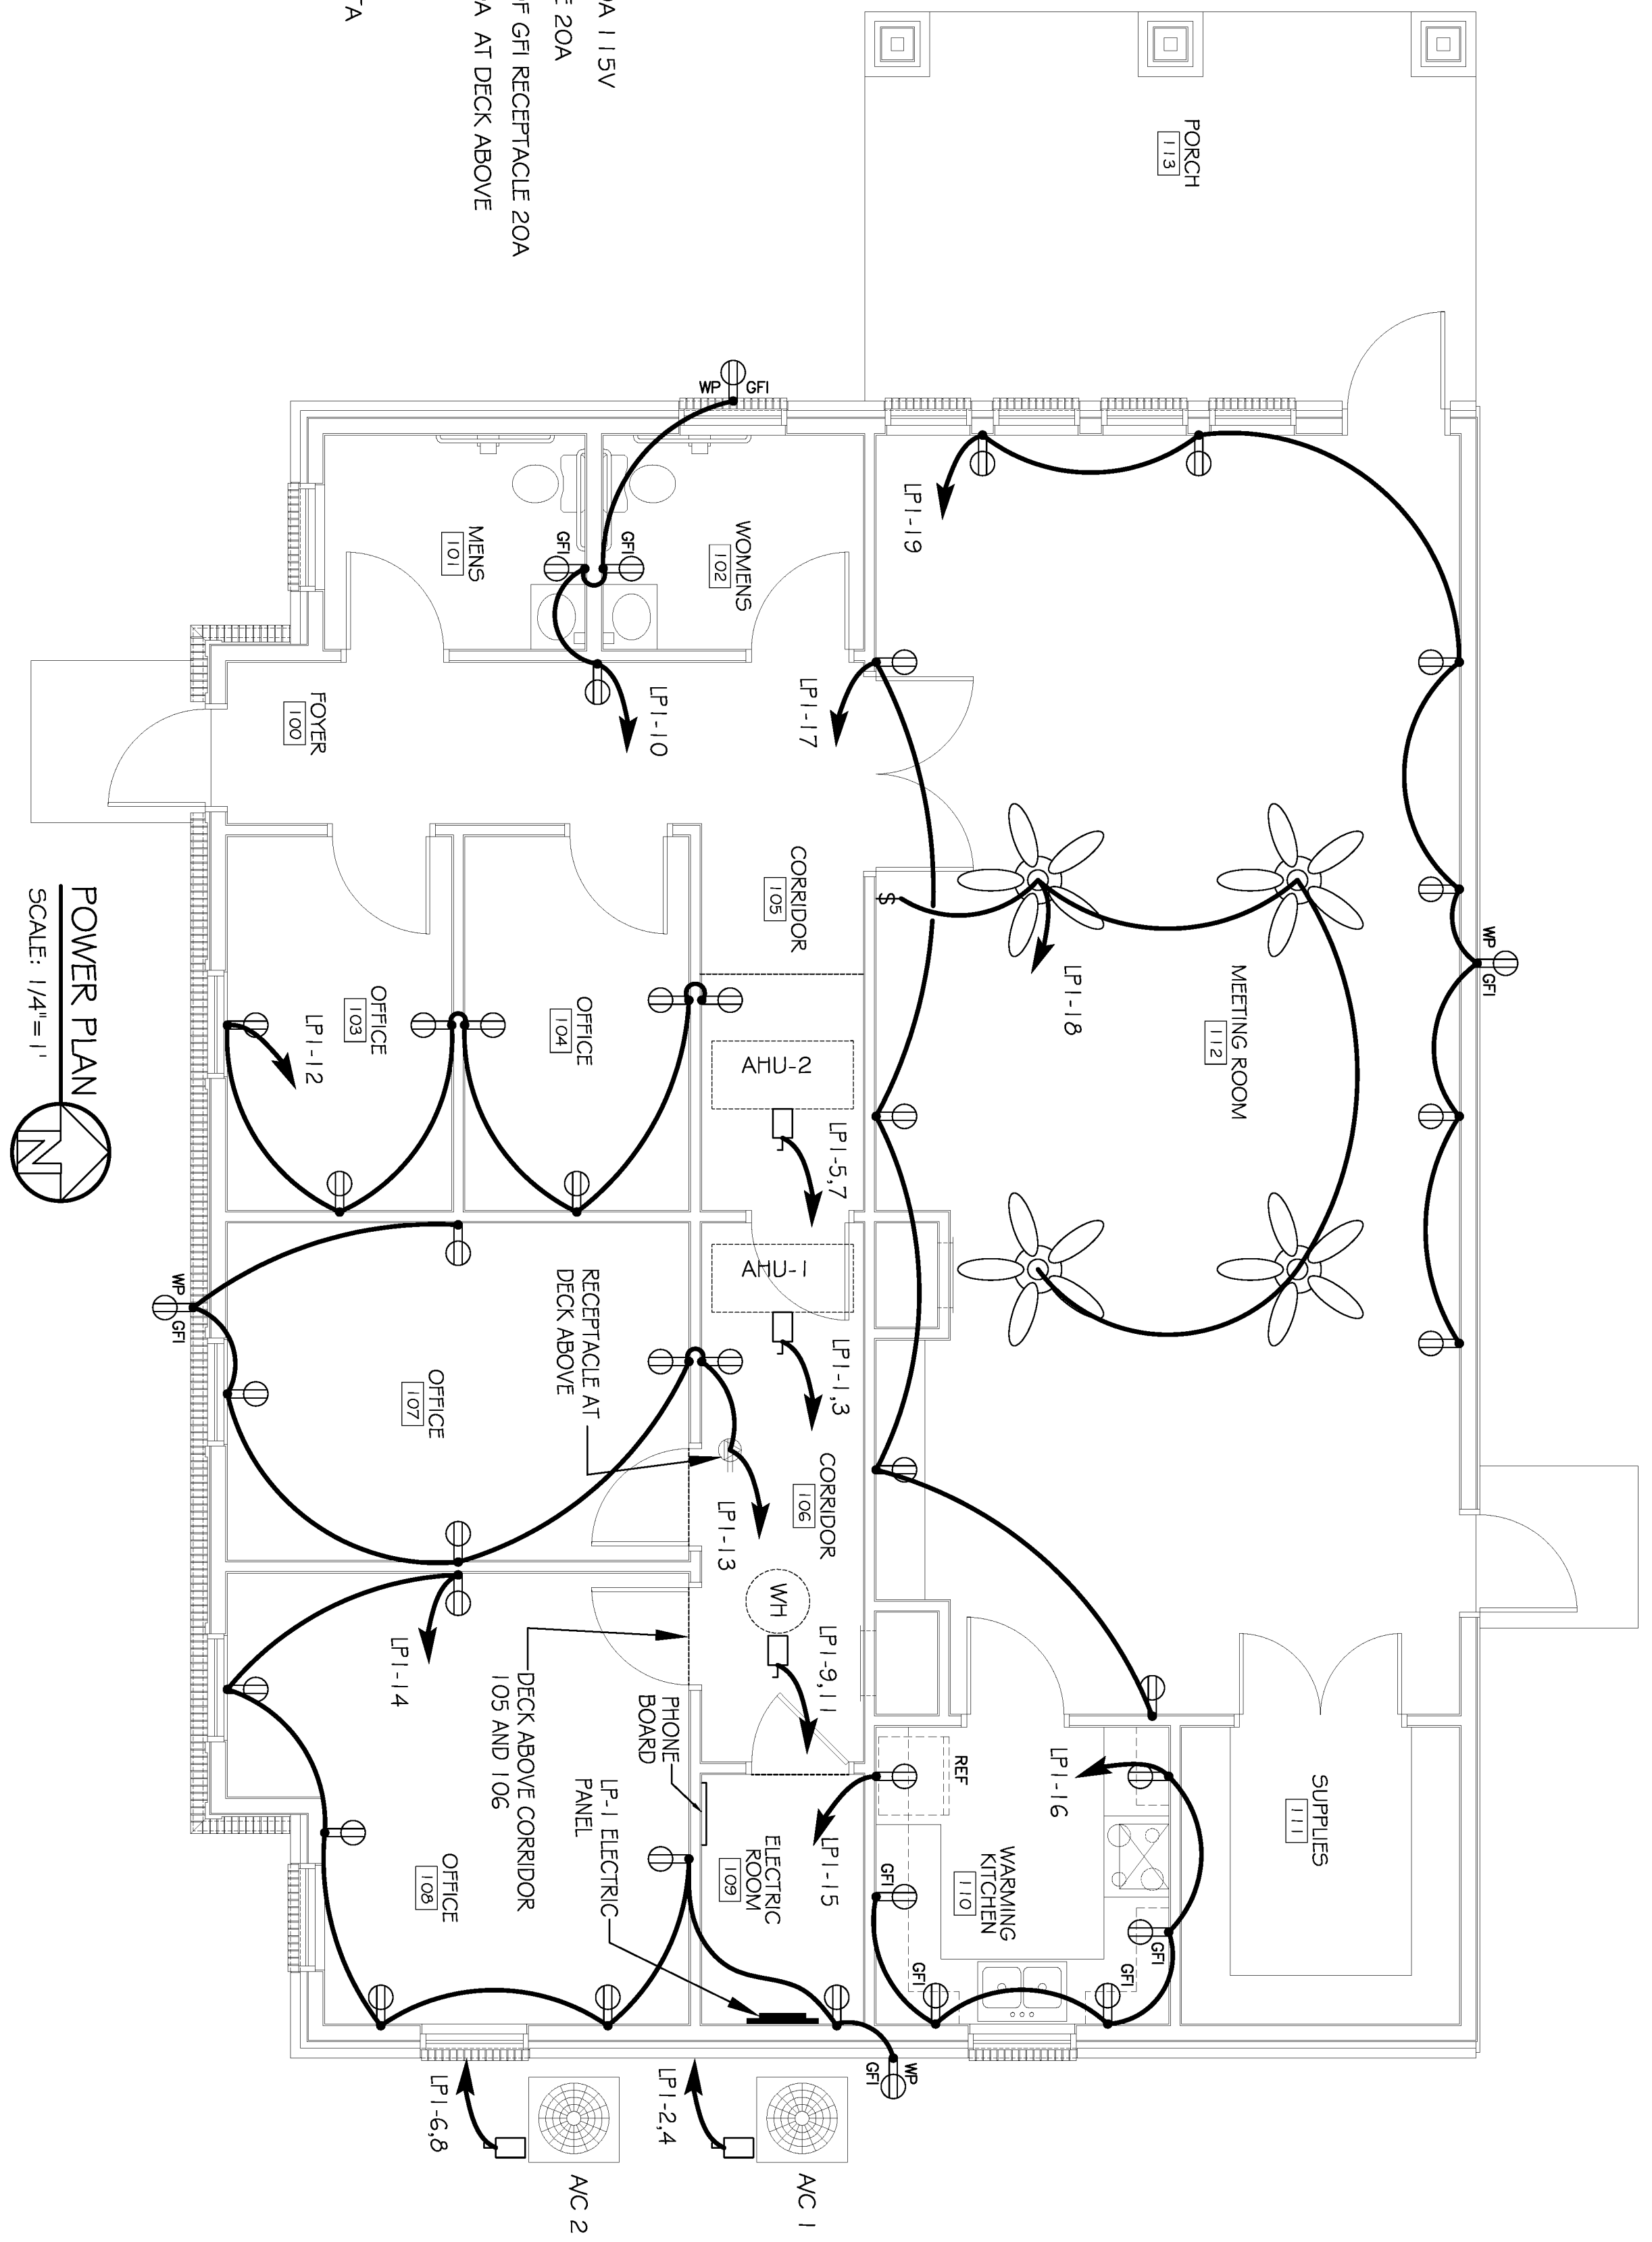 0A 115V
E 20A
OF GFI RECEPTACLE 20A
0A AT DECK ABOVE
TA
PORCH
113
WP GFI
LP1-19
MENS
101
GFI
GFI
WOMENS
102
FOYER
100
LP1-10
LP1-17
CORRIDOR
105
$
LP1-18
MEETING ROOM
112
WP GFI
OFFICE
103
LP1-12
OFFICE
104
AHU-2
LP1-5,7
AHU-1
LP1-1,3
RECEPTACLE AT
DECK ABOVE
WP GFI
OFFICE
107
LP1-13
CORRIDOR
106
WH
LP1-9,11
LP1-14
DECK ABOVE CORRIDOR
105 AND 106
PHONE
BOARD
LP-1 ELECTRIC
PANEL
OFFICE
108
ELECTRIC
ROOM
109
LP1-15
REF
LP1-16
WARMING
KITCHEN
110
GFI
GFI
GFI
GFI
SUPPLIES
111
WP
GFI
LP1-6,8
LP1-2,4
A/C 2
A/C 1
POWER PLAN
SCALE: 1/4"=1'
N